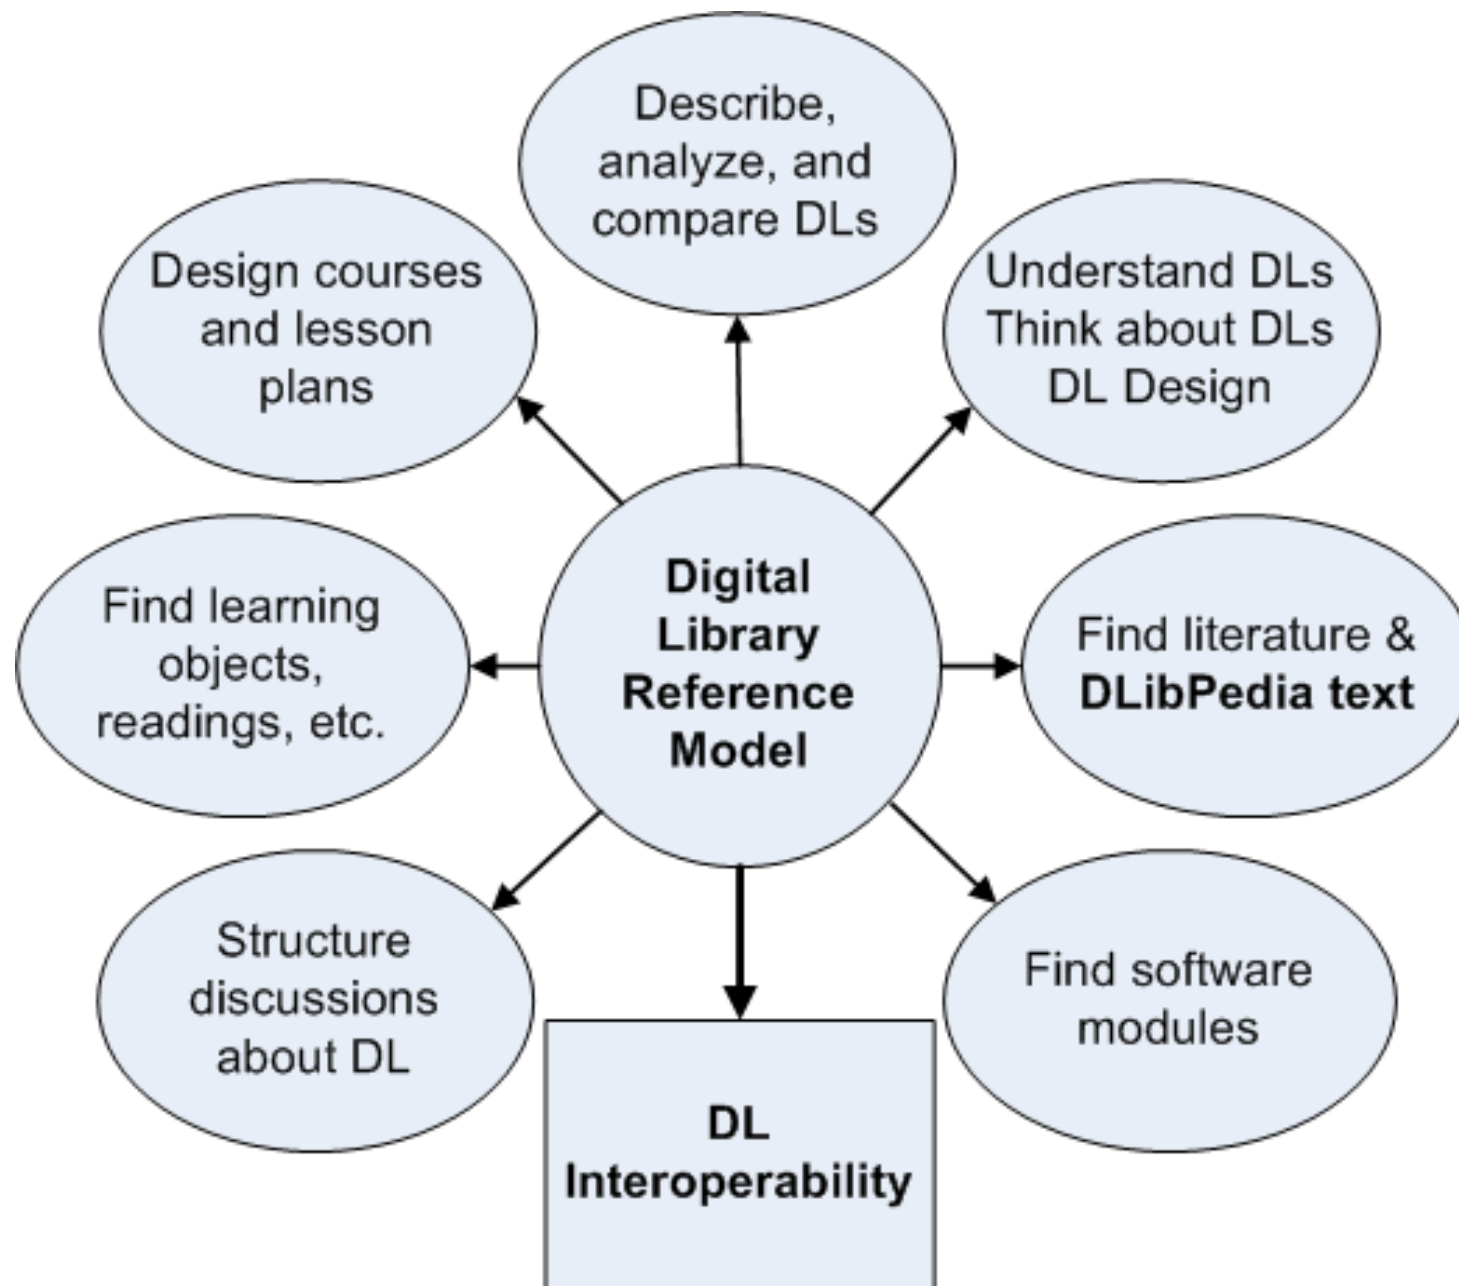 Describe,
analyze, and
compare DLs
Design courses
and lesson
plans
Understand DLs
Think about DLs
DL Design
Find learning
objects,
readings, etc.
Digital
Library
Reference
Model
Find literature &
DLibPedia text
Structure
discussions
about DL
Find software
modules
DL
Interoperability